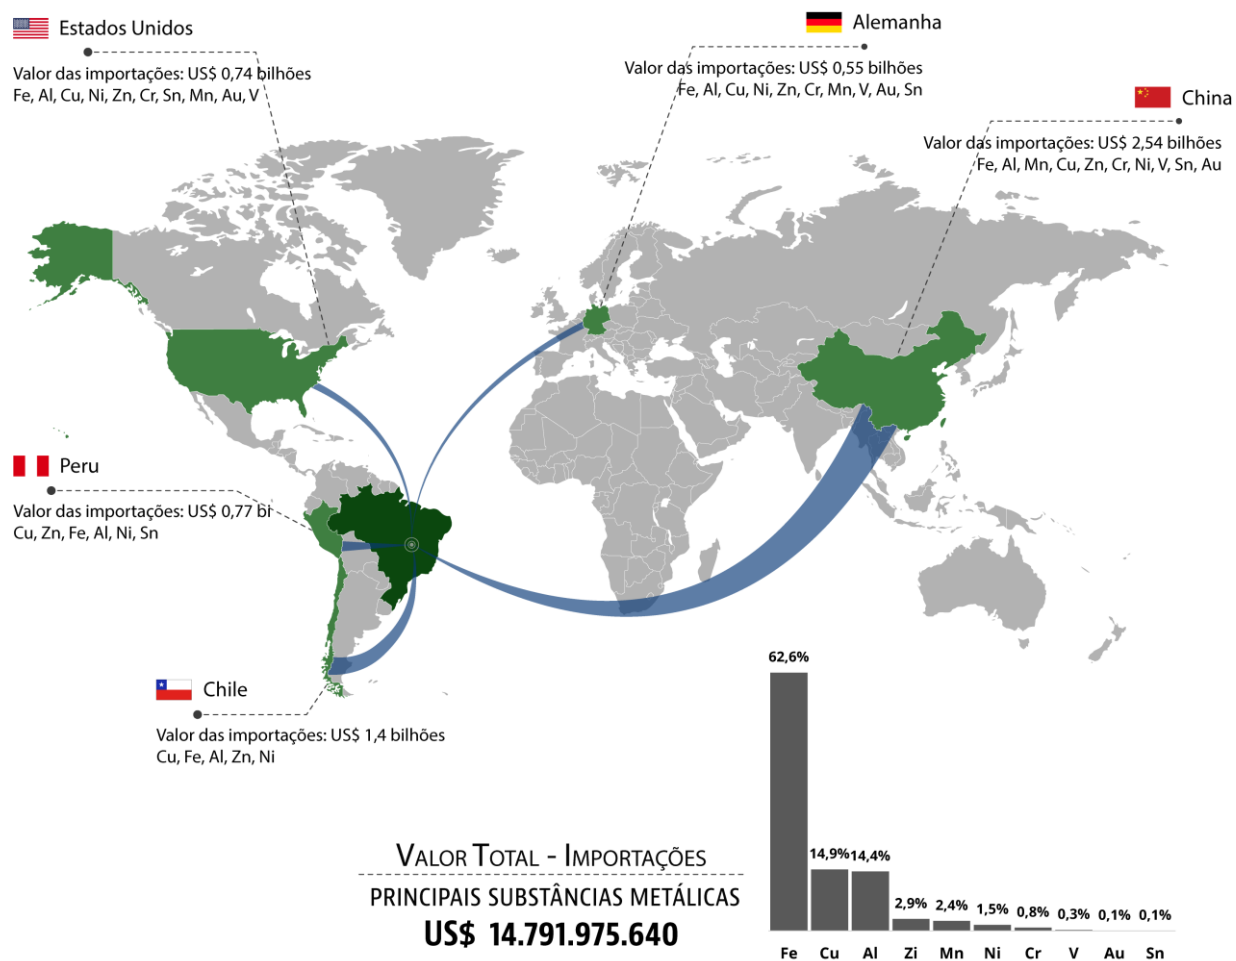 Estados Unidos
Valor das importações: US$ 0,74 bilhões
Fe, Al, Cu, Ni, Zn, Cr, Sn, Mn, Au, V
Alemanha
Valor das importações: US$ 0,55 bilhões
Fe, Al, Cu, Ni, Zn, Cr, Mn, V, Au, Sn
China
Valor das importações: US$ 2,54 bilhões
Fe, Al, Mn, Cu, Zn, Cr, Ni, V, Sn, Au
Peru
Valor das importações: US$ 0,77 bi
Cu, Zn, Fe, Al, Ni, Sn
Chile
Valor das importações: US$ 1,4 bilhões
Cu, Fe, Al, Zn, Ni
VALOR TOTAL - IMPORTAÇÕES
PRINCIPAIS SUBSTÂNCIAS METÁLICAS
US$ 14.791.975.640
62,6%
14,9% 14,4%
2,9% 2,4% 1,5% 0,8% 0,3% 0,1% 0,1%
Fe Cu Al Zi Mn Ni Cr V Au Sn